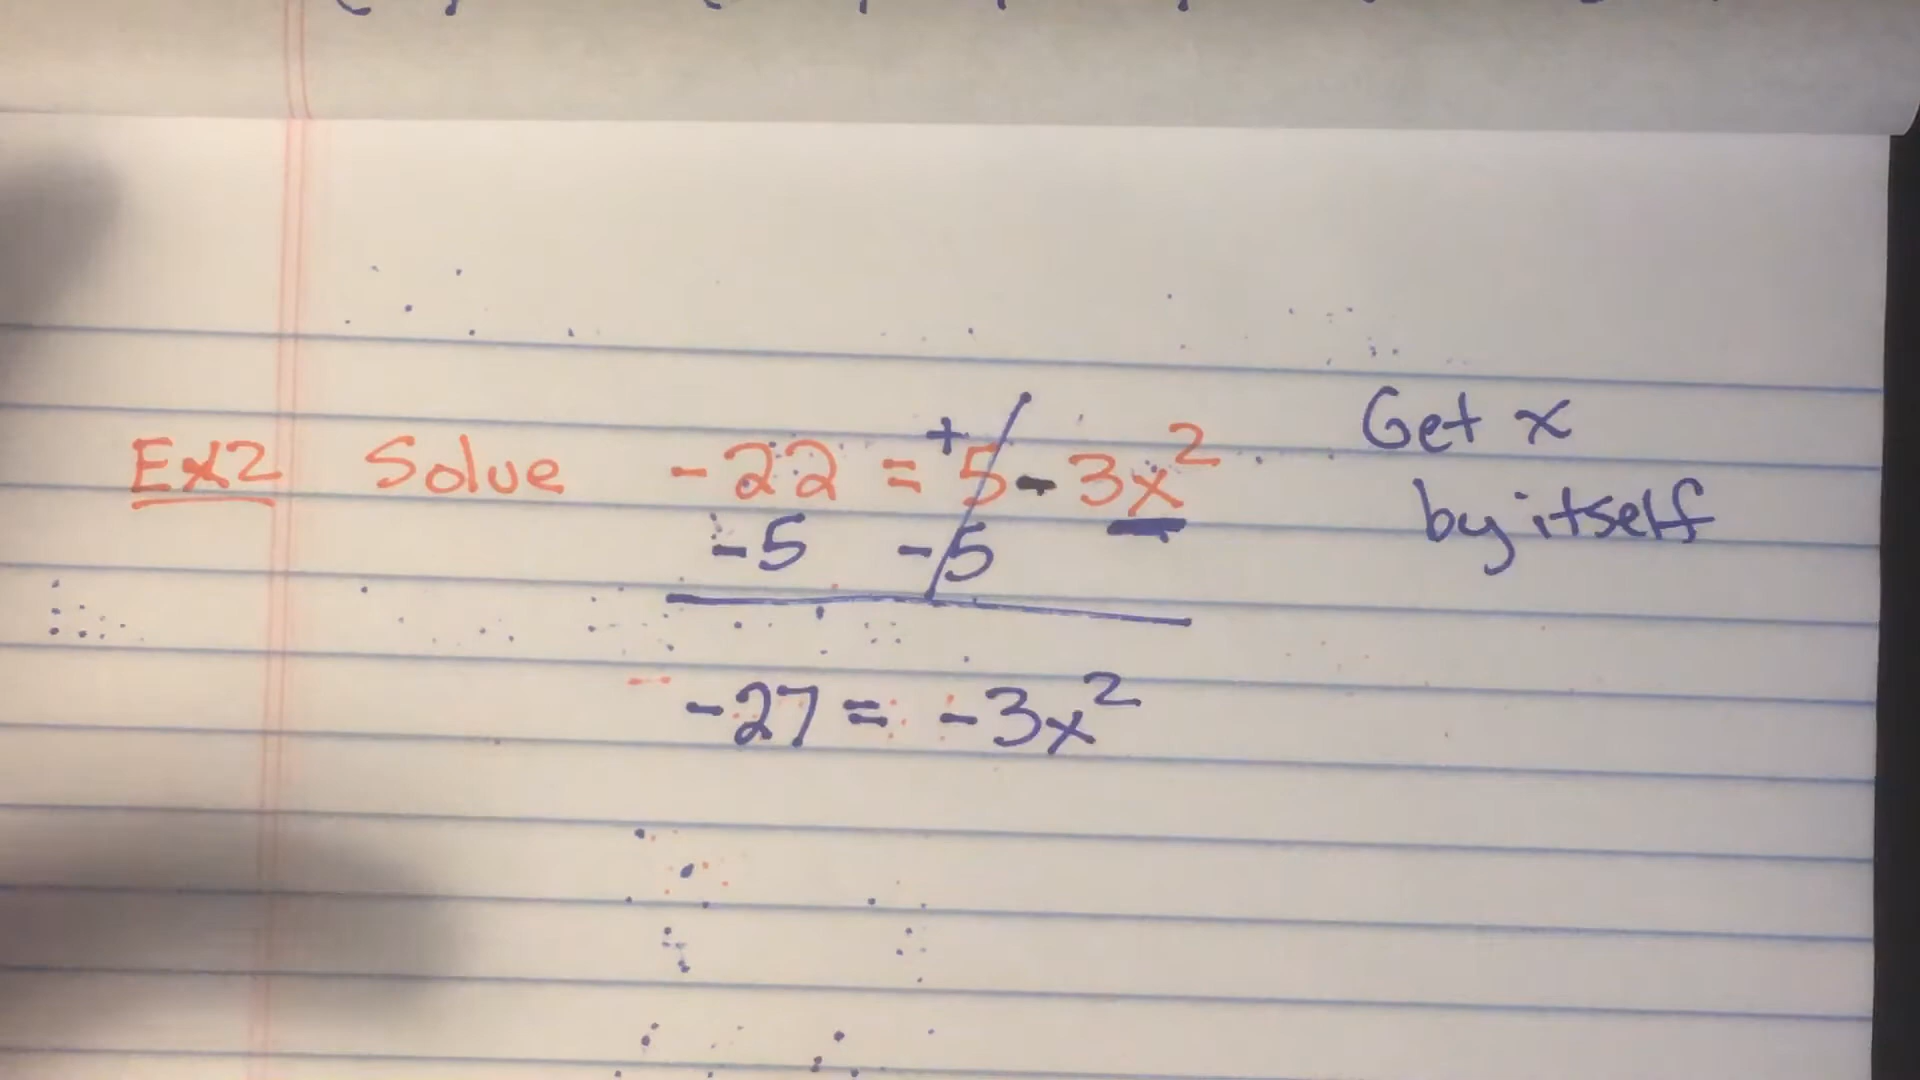 Ex2 Solve -22 = +5 - 3x² Get x
-5 -5 by itself
-27 = -3x²